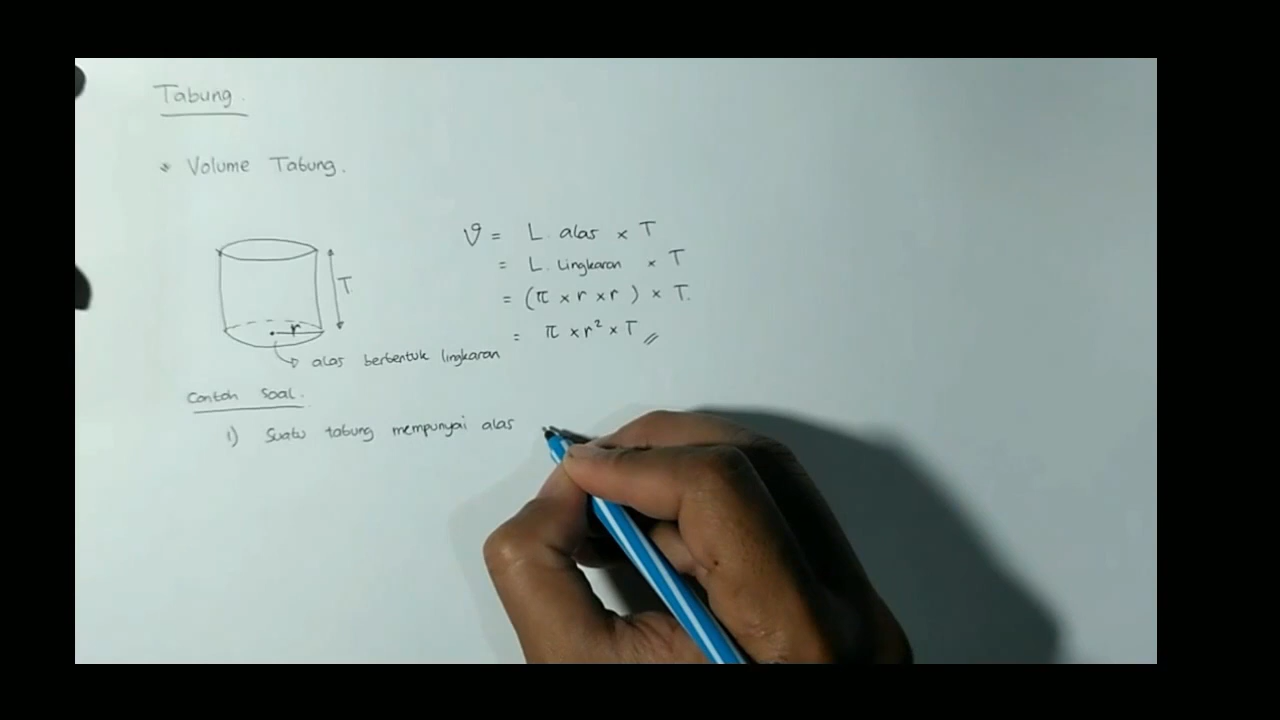 Tabung.
* Volume Tabung.
T
r
alas berbentuk lingkaran
V = L. alas × T
= L. Lingkaran × T
= (π × r × r) × T.
= π × r² × T //
Contoh Soal.
1) Suatu tabung mempunyai alas